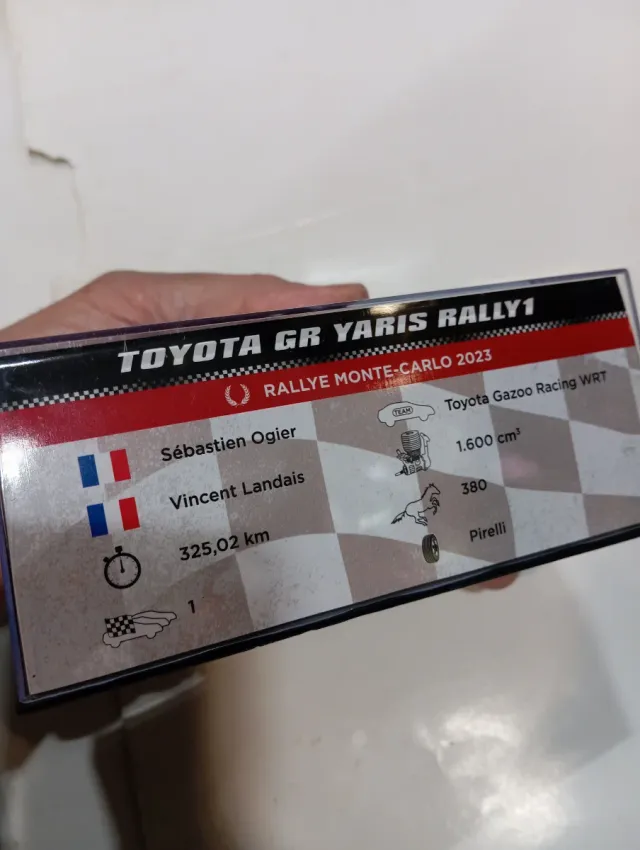 TOYOTA GR YARIS RALLY1
RALLYE MONTE-CARLO 2023
Sébastien Ogier
Vincent Landais
325,02 km
1
TEAM
Toyota Gazoo Racing WRT
1.600 cm³
380
Pirelli